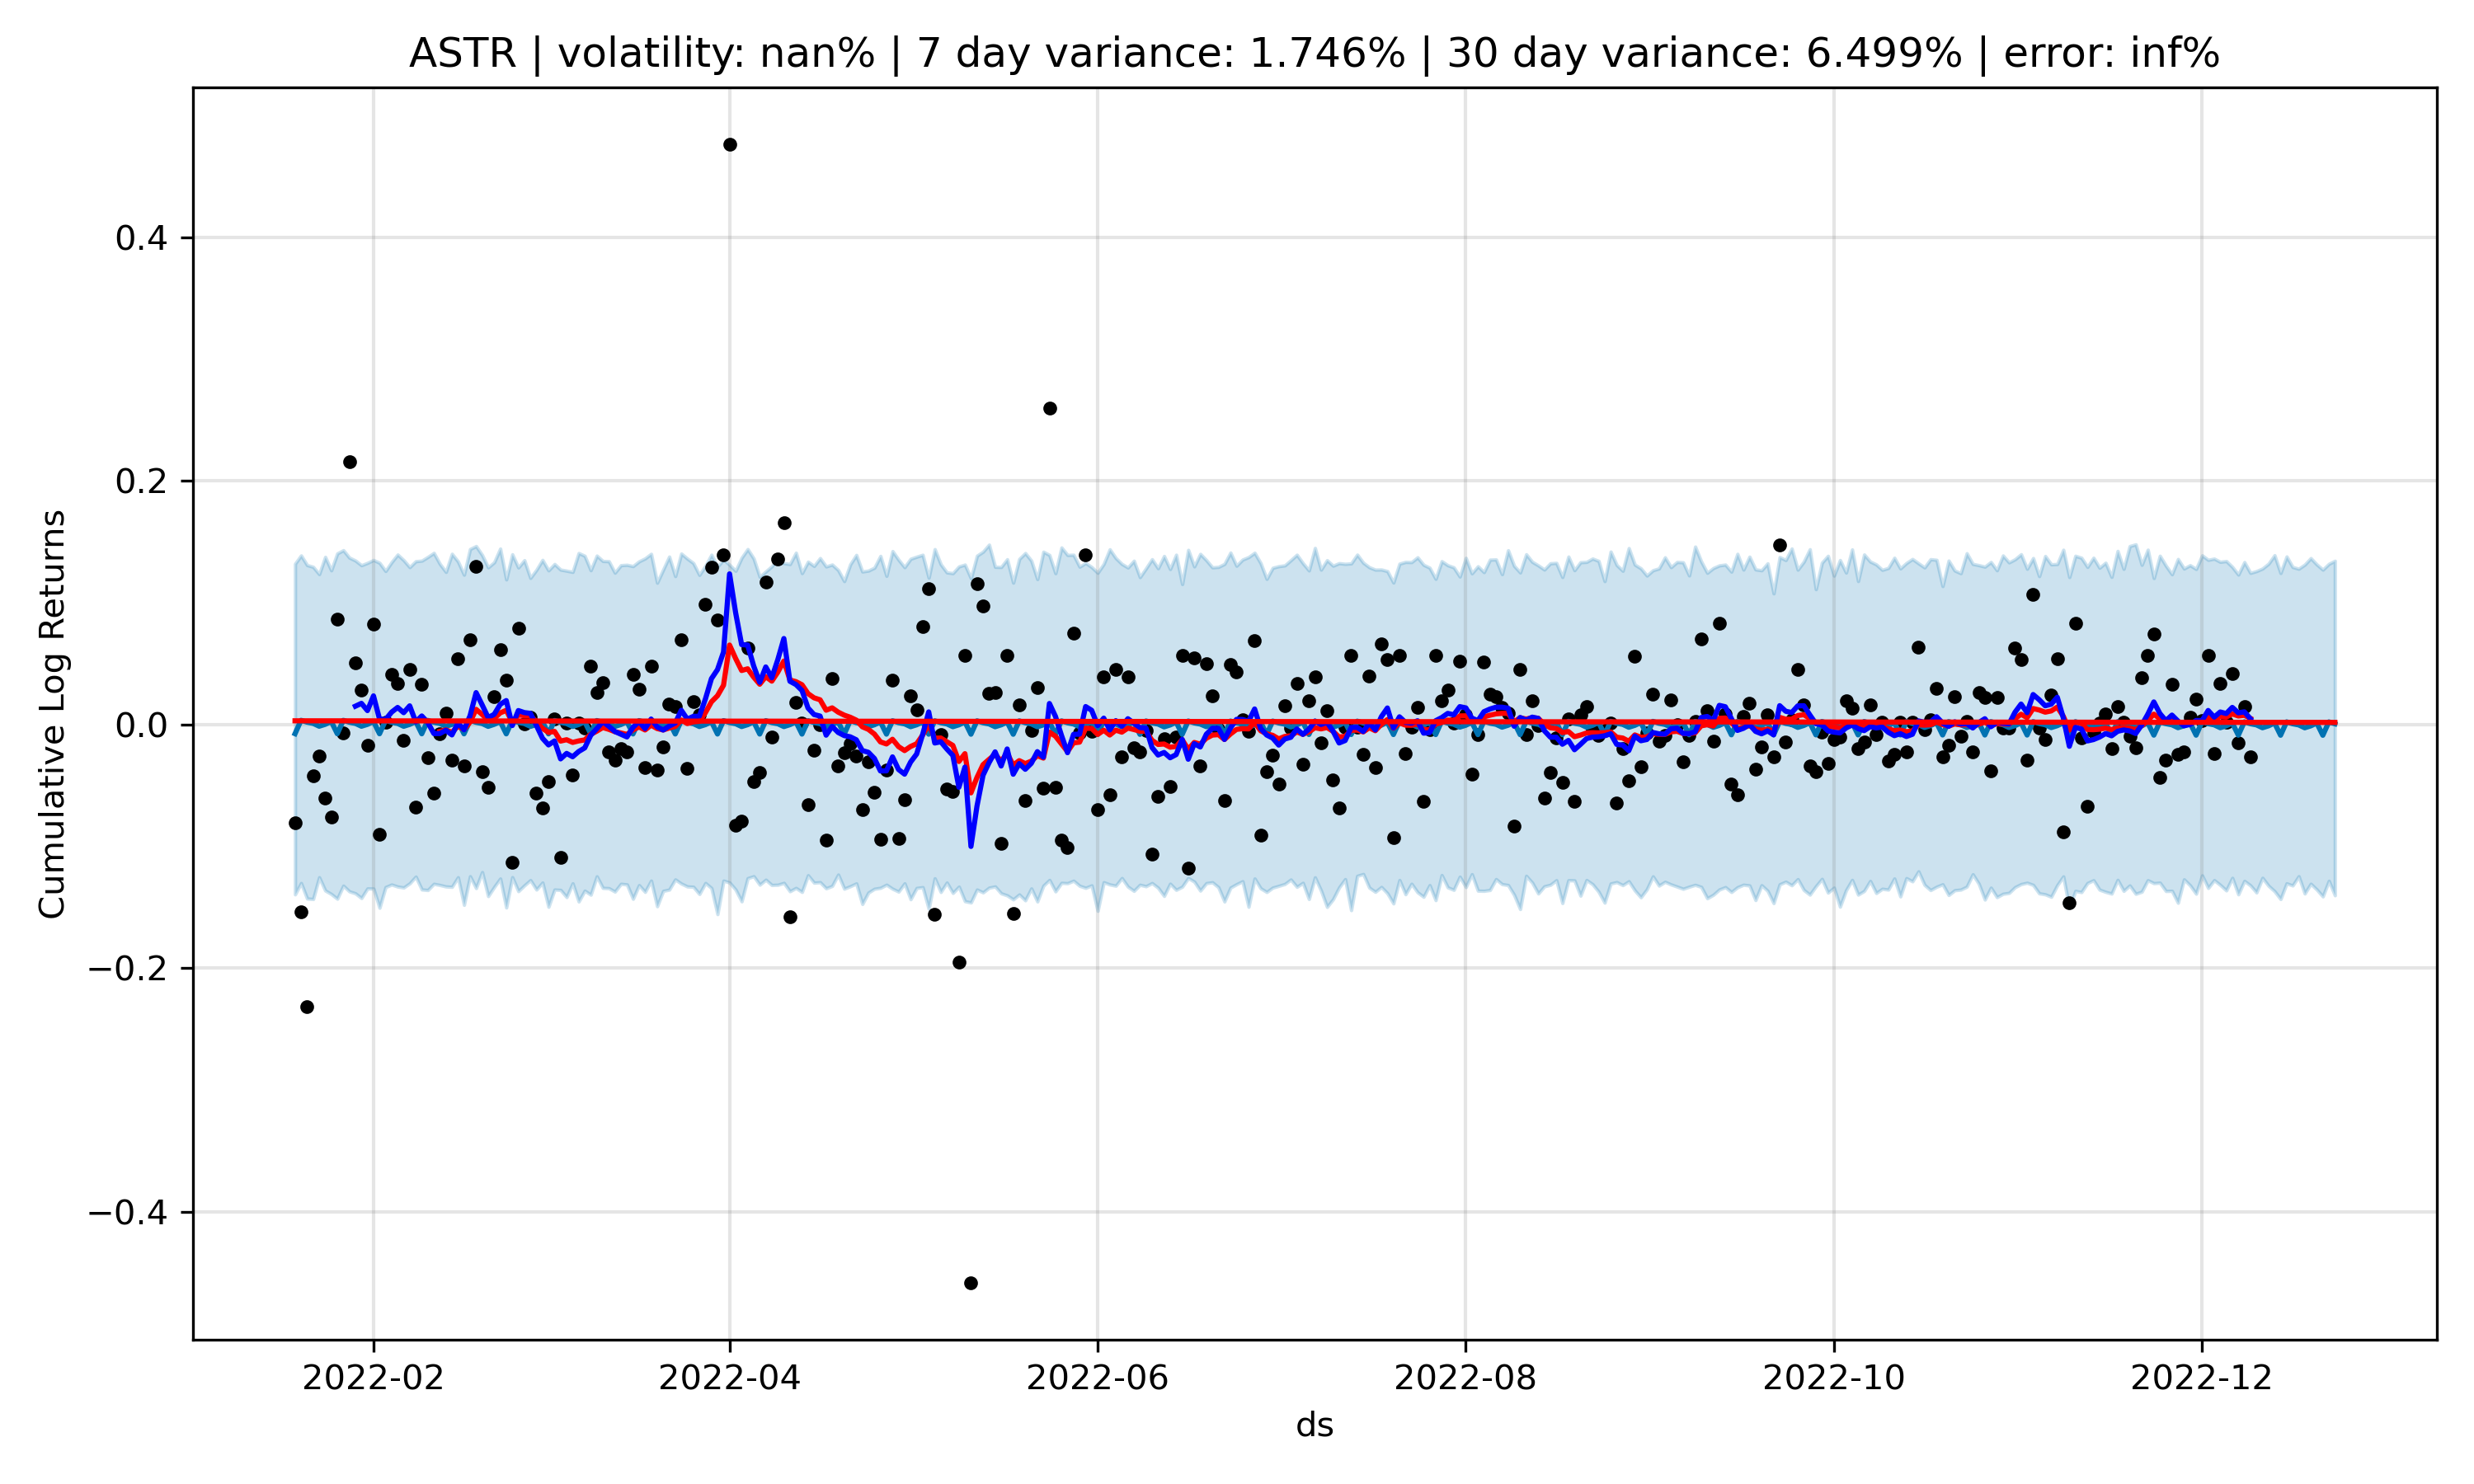 ASTR | volatility: nan% | 7 day variance: 1.746% | 30 day variance: 6.499% | error: inf%
Cumulative Log Returns
0.4
0.2
0.0
−0.2
−0.4
2022-02 2022-04 2022-06 2022-08 2022-10 2022-12
ds